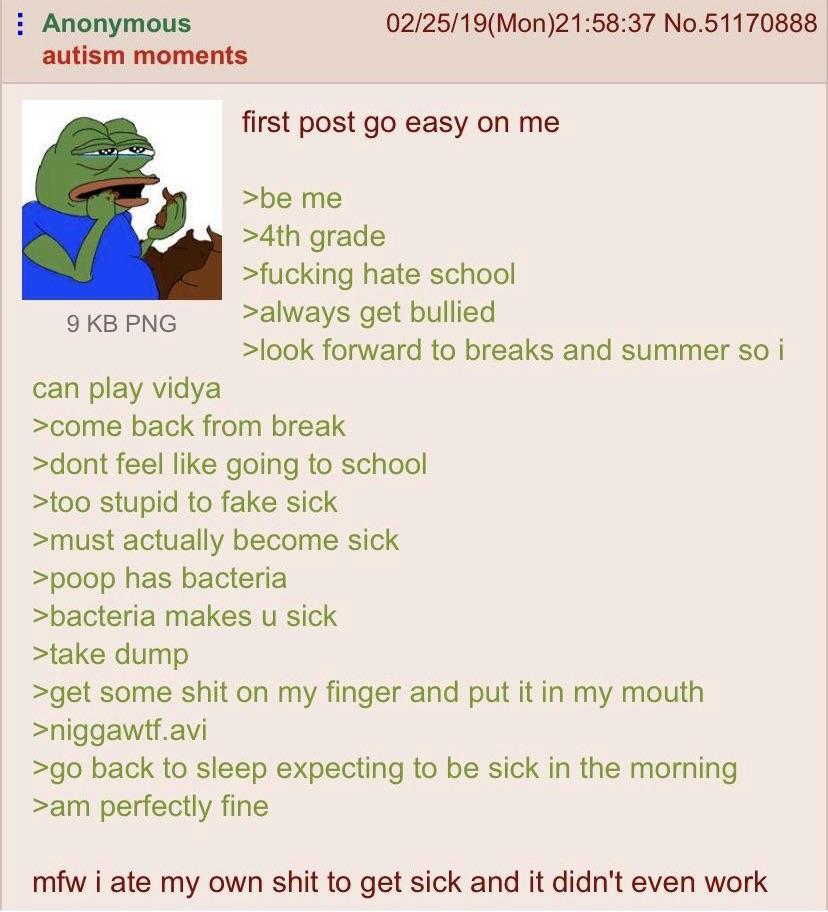 Anonymous 02/25/19(Mon)21:58:37 No.51170888
autism moments
first post go easy on me
>be me
>4th grade
>fucking hate school
>always get bullied
9 KB PNG
>look forward to breaks and summer so i
can play vidya
>come back from break
>dont feel like going to school
>too stupid to fake sick
>must actually become sick
>poop has bacteria
>bacteria makes u sick
>take dump
>get some shit on my finger and put it in my mouth
>niggawtf.avi
>go back to sleep expecting to be sick in the morning
>am perfectly fine
mfw i ate my own shit to get sick and it didn't even work